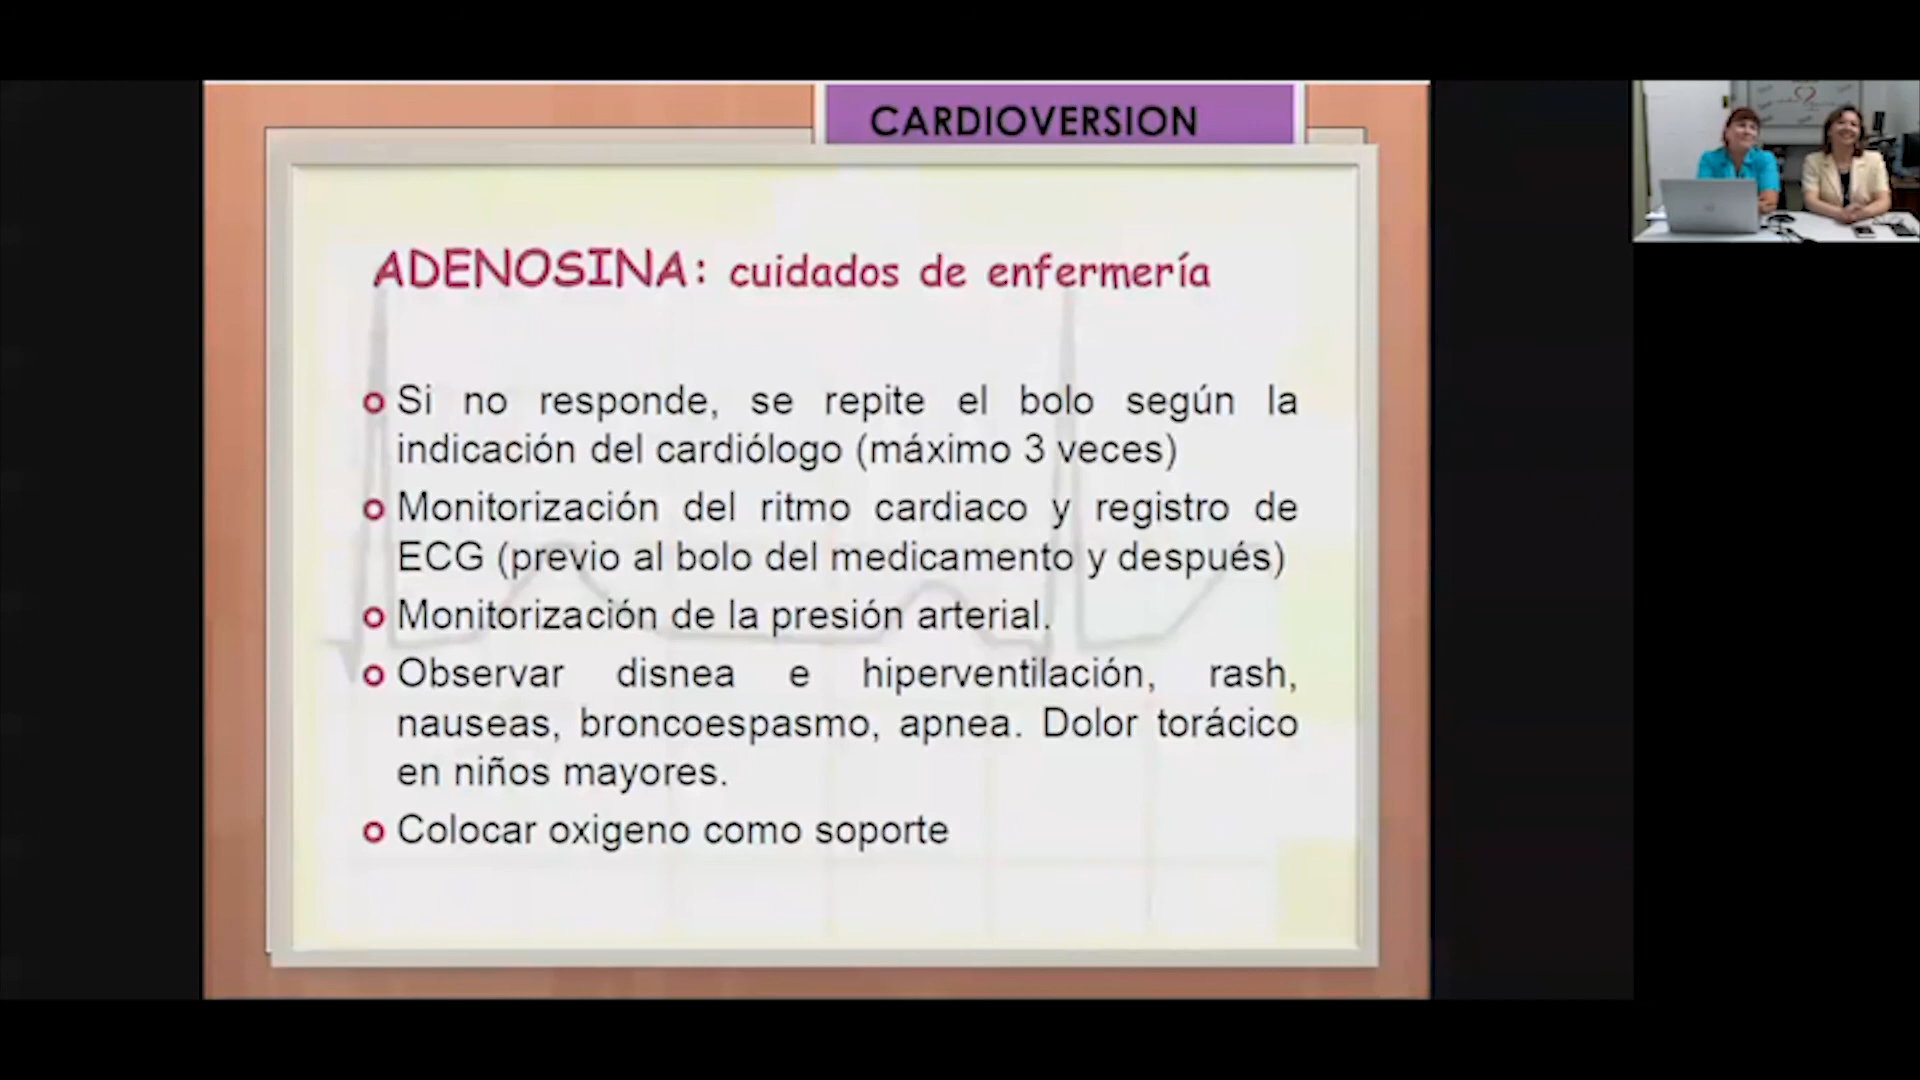 CARDIOVERSION
ADENOSINA: cuidados de enfermería
Si no responde, se repite el bolo según la
indicación del cardiólogo (máximo 3 veces)
Monitorización del ritmo cardiaco y registro de
ECG (previo al bolo del medicamento y después)
Monitorización de la presión arterial.
Observar disnea e hiperventilación, rash,
nauseas, broncoespasmo, apnea. Dolor torácico
en niños mayores.
Colocar oxigeno como soporte